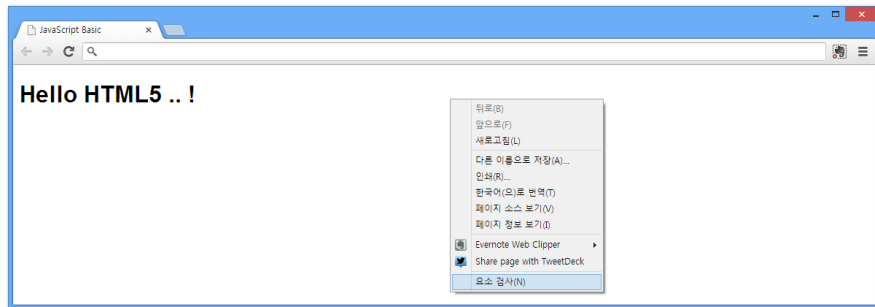 JavaScript Basic
Hello HTML5 .. !
뒤로(B)
앞으로(F)
새로고침(L)
다른 이름으로 저장(A)...
인쇄(R)...
한국어(으)로 번역(T)
페이지 소스 보기(V)
페이지 정보 보기(I)
Evernote Web Clipper
Share page with TweetDeck
요소 검사(N)